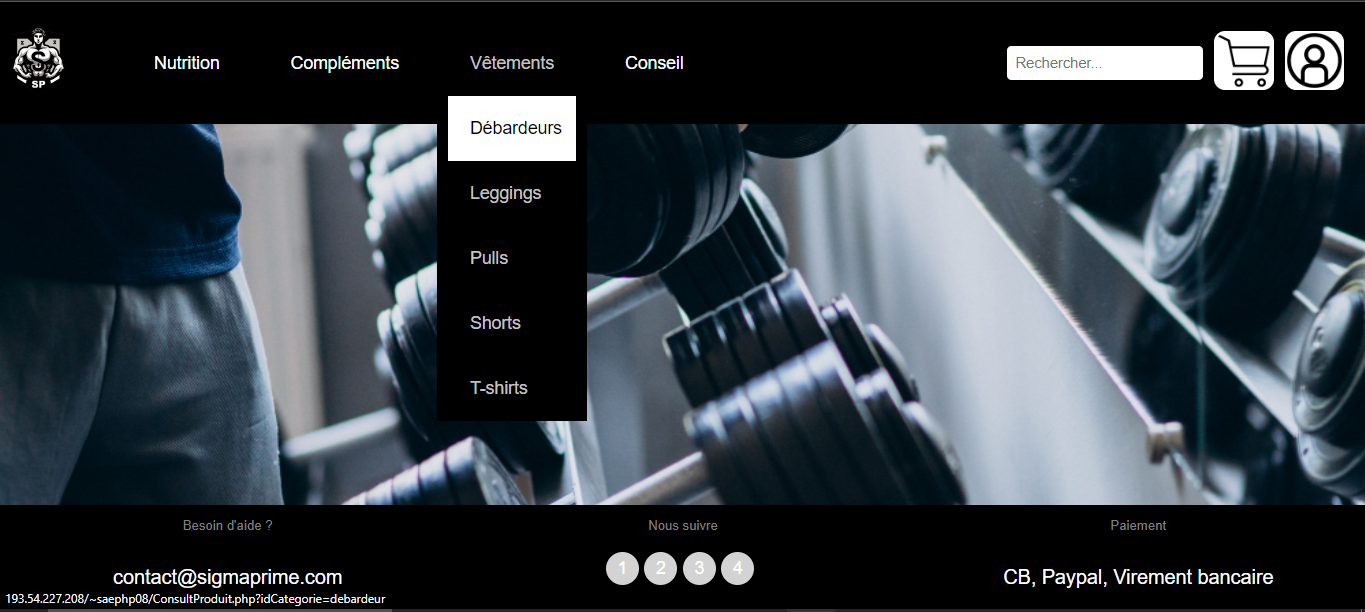 SP
Nutrition
Compléments
Vêtements
Conseil
Rechercher...
Débardeurs
Leggings
Pulls
Shorts
T-shirts
Besoin d'aide ?
Nous suivre
Paiement
contact@sigmaprime.com
1 2 3 4
CB, Paypal, Virement bancaire
193.54.227.208/~saephp08/ConsultProduit.php?idCategorie=debardeur